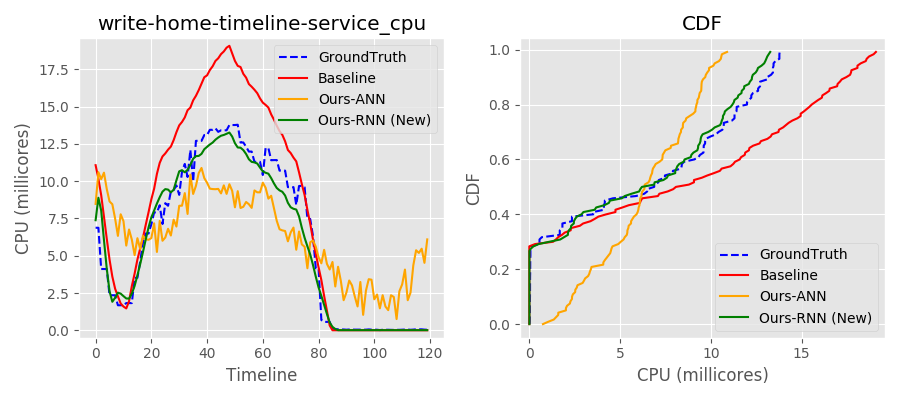 write-home-timeline-service_cpu
CPU (millicores)
17.5
15.0
12.5
10.0
7.5
5.0
2.5
0.0
GroundTruth
Baseline
Ours-ANN
Ours-RNN (New)
0 20 40 60 80 100 120
Timeline
CDF
CDF
1.0
0.8
0.6
0.4
0.2
0.0
GroundTruth
Baseline
Ours-ANN
Ours-RNN (New)
0 5 10 15
CPU (millicores)